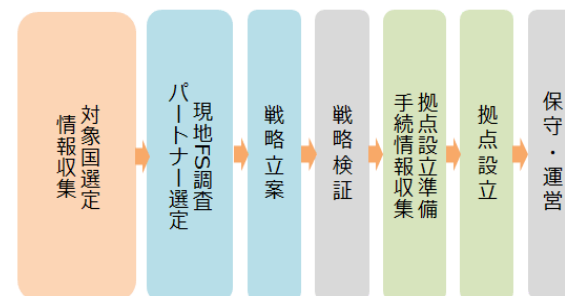 対象国選定
情報収集
現地FS調査
パートナー選定
戦略立案
戦略検証
拠点設立準備
手続情報収集
拠点設立
保守・運営